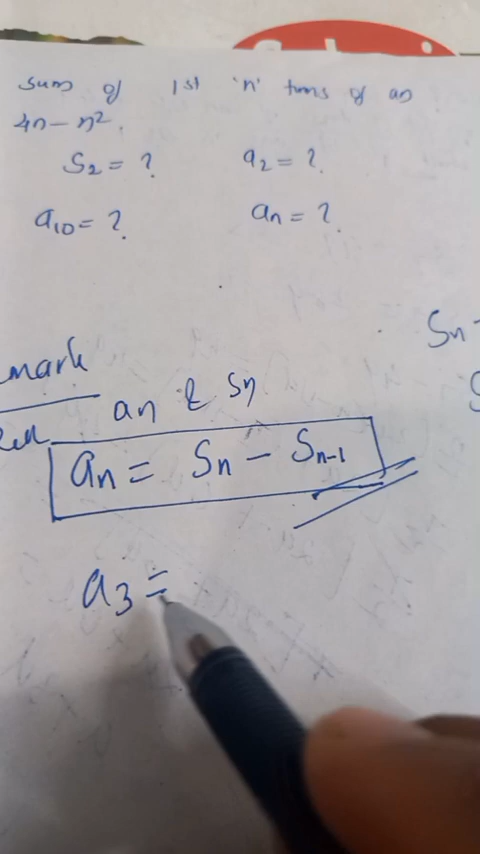 sum of 1st 'n' tums of an
4n - n².
S₂ = ? a₂ = ?
a₁₀ = ? aₙ = ?
Sₙ
mark
an & Sn
aₙ = Sₙ - Sₙ₋₁
a₃ =